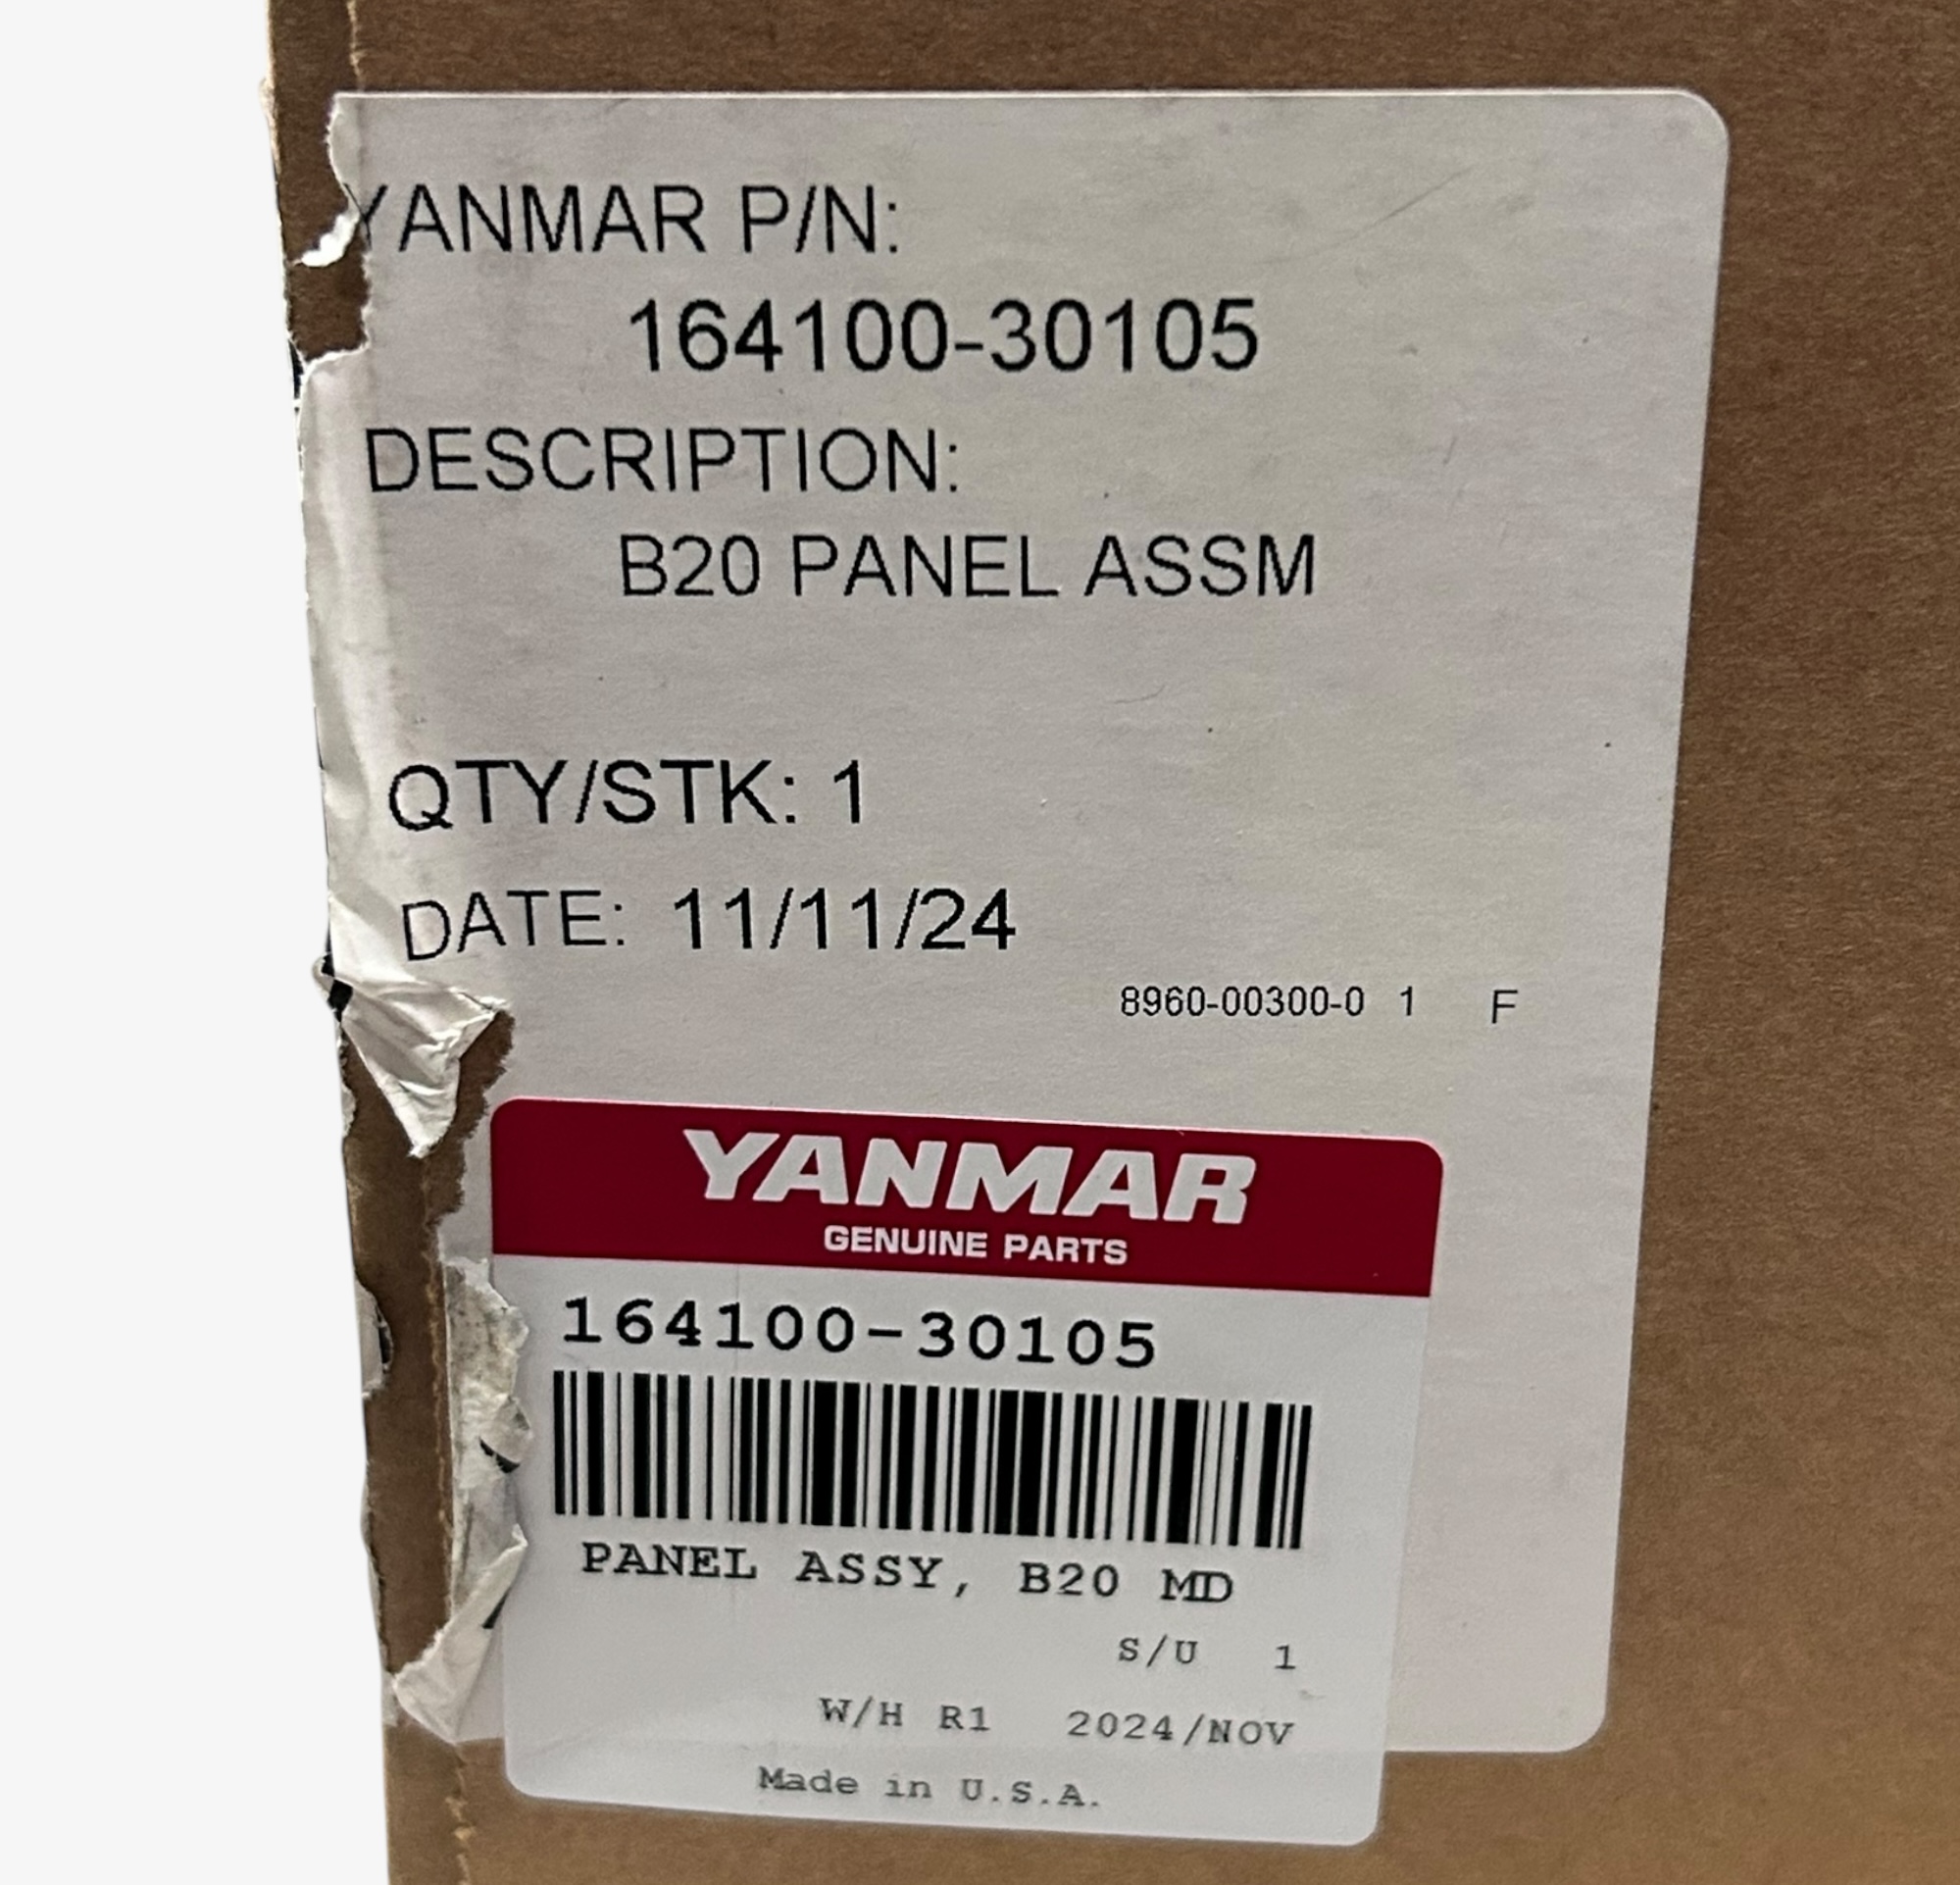 YANMAR P/N:
164100-30105
DESCRIPTION:
B20 PANEL ASSM
QTY/STK: 1
DATE: 11/11/24
8960-00300-0 1 F
YANMAR
GENUINE PARTS
164100-30105
PANEL ASSY, B20 MD
S/U 1
W/H R1 2024/NOV
Made in U.S.A.